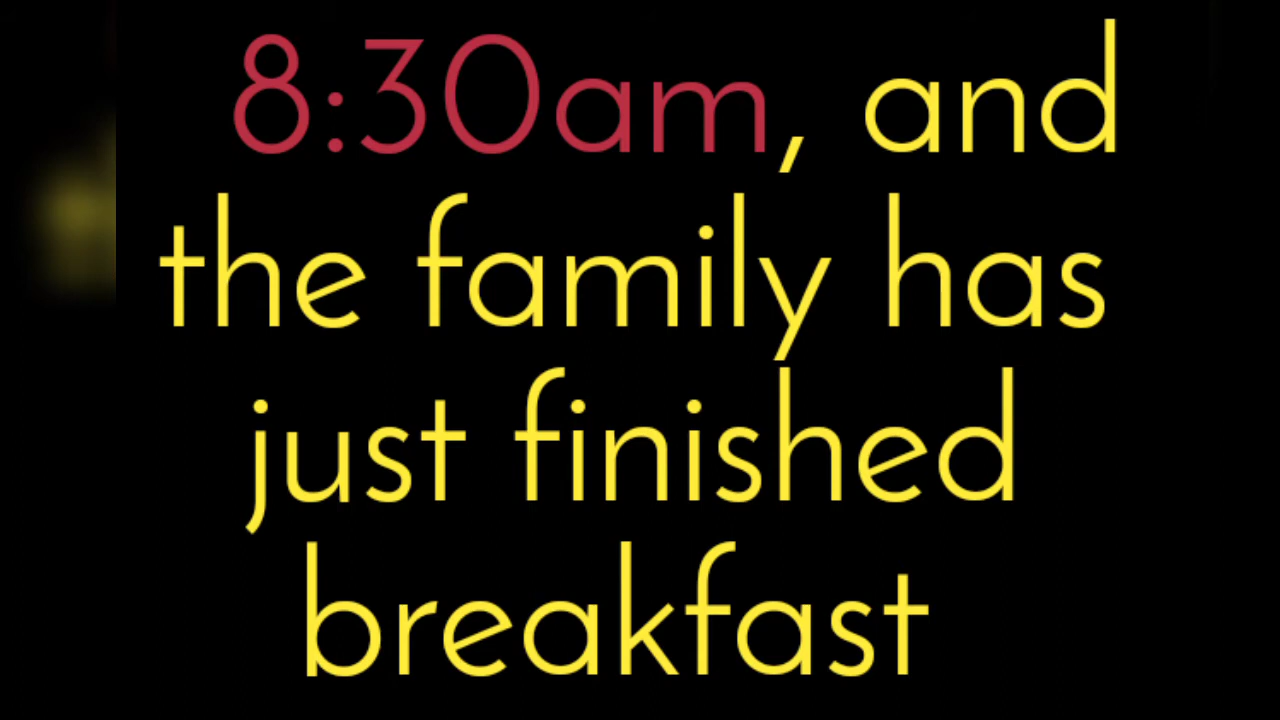 8:30am, and
the family has
just finished
breakfast